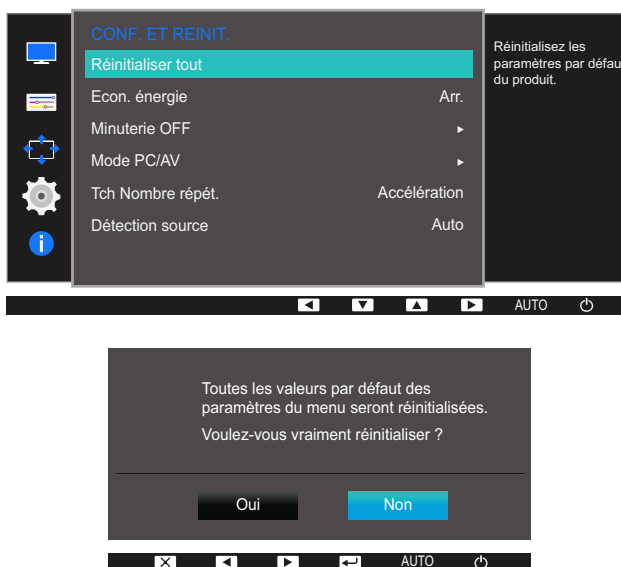 CONF. ET REINIT.
Réinitialiser tout
Econ. énergie Arr.
Minuterie OFF
Mode PC/AV
Tch Nombre répét. Accélération
Détection source Auto
Réinitialisez les
paramètres par défau
du produit.
AUTO
Toutes les valeurs par défaut des
paramètres du menu seront réinitialisées.
Voulez-vous vraiment réinitialiser ?
Oui Non
AUTO